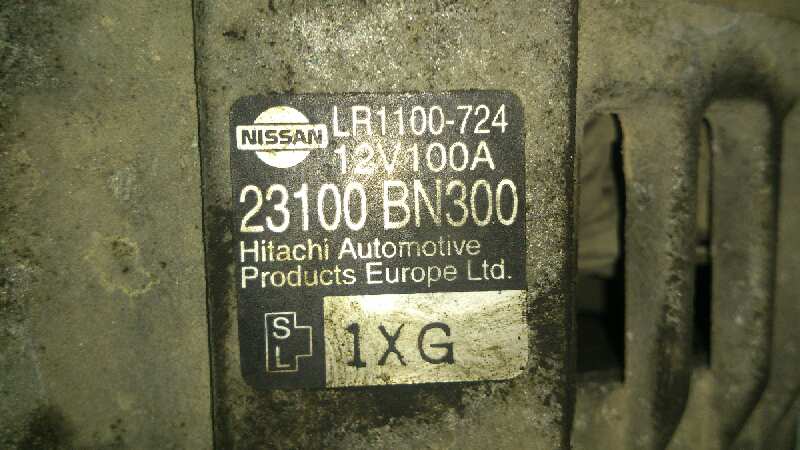 NISSAN
LR1100-724
12V100A
23100 BN300
Hitachi Automotive
Products Europe Ltd.
S
L
1XG